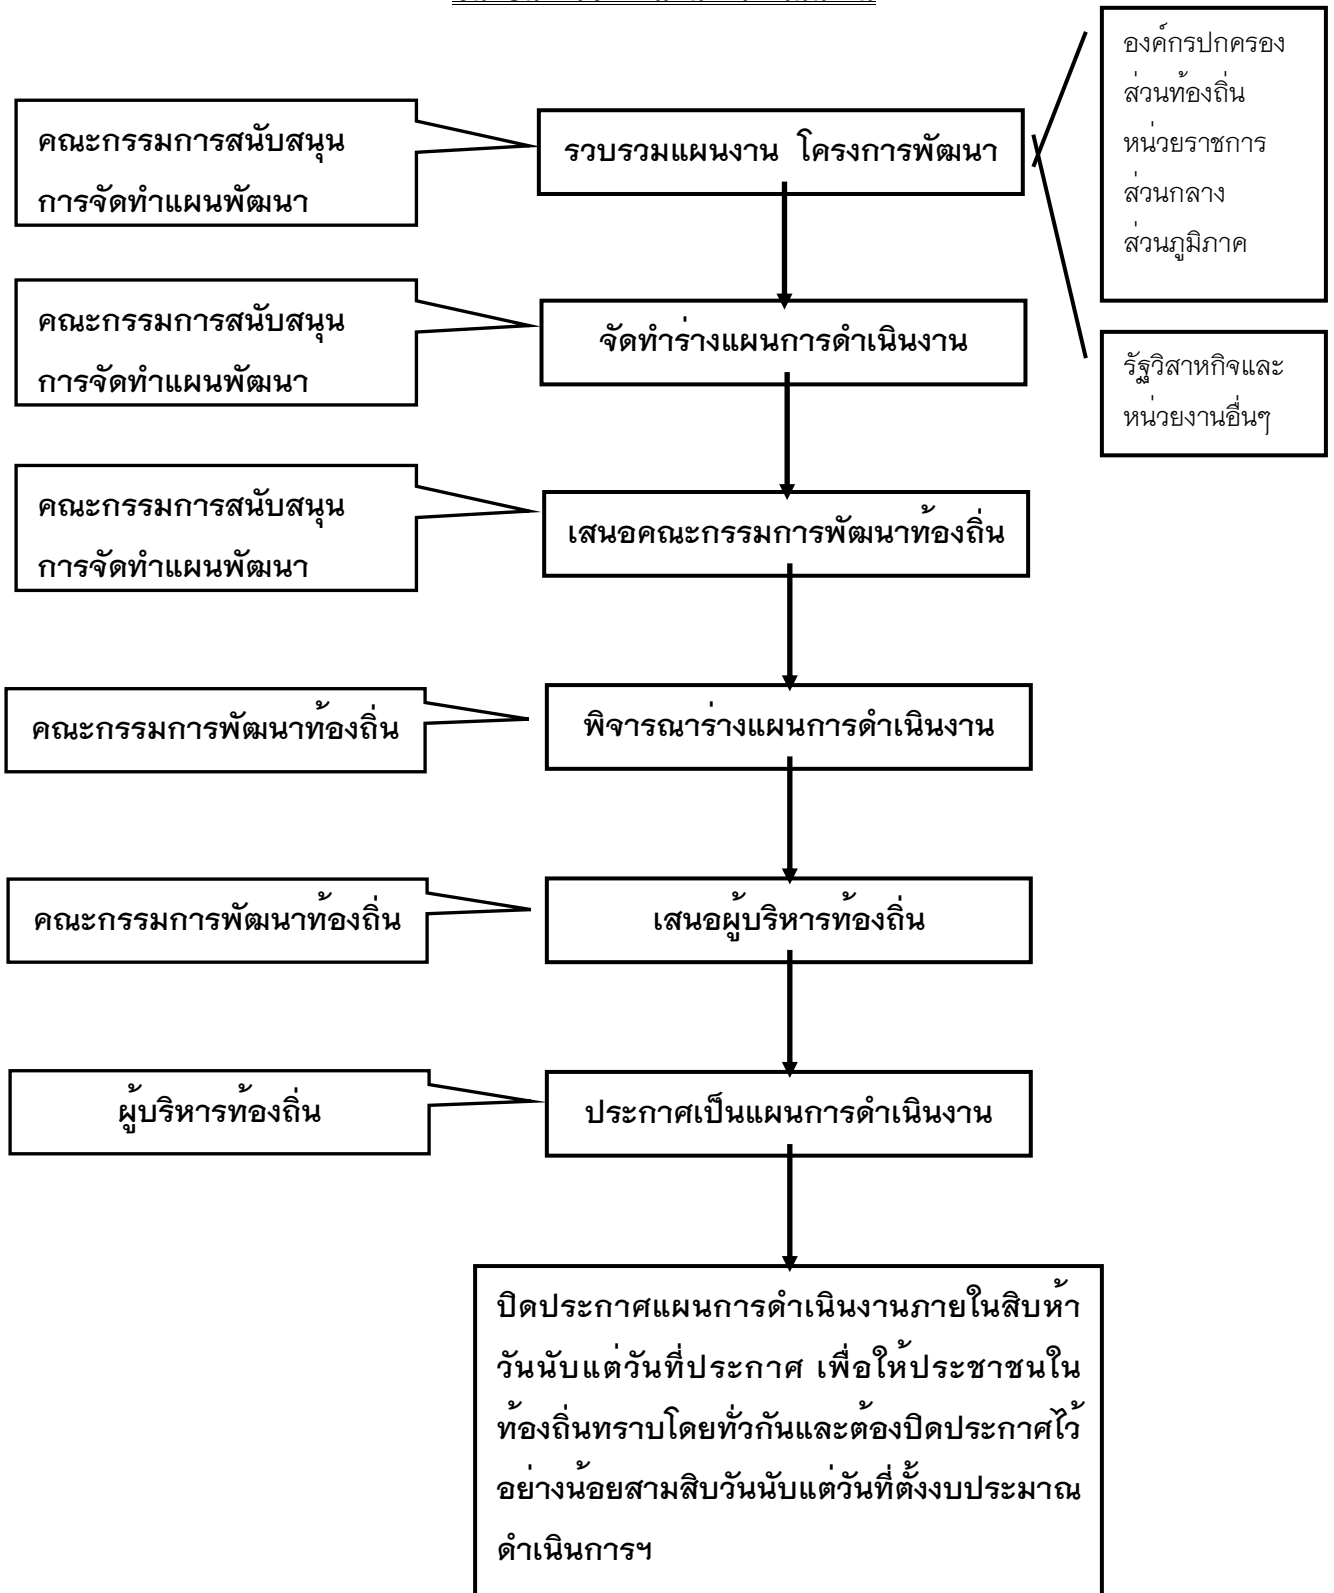 องค์กรปกครอง
ส่วนท้องถิ่น
หน่วยราชการ
ส่วนกลาง
ส่วนภูมิภาค
คณะกรรมการสนับสนุน
การจัดทำแผนพัฒนา
รวบรวมแผนงาน โครงการพัฒนา
คณะกรรมการสนับสนุน
การจัดทำแผนพัฒนา
จัดทำร่างแผนการดำเนินงาน
รัฐวิสาหกิจและ
หน่วยงานอื่นๆ
คณะกรรมการสนับสนุน
การจัดทำแผนพัฒนา
เสนอคณะกรรมการพัฒนาท้องถิ่น
คณะกรรมการพัฒนาท้องถิ่น
พิจารณาร่างแผนการดำเนินงาน
คณะกรรมการพัฒนาท้องถิ่น
เสนอผู้บริหารท้องถิ่น
ผู้บริหารท้องถิ่น
ประกาศเป็นแผนการดำเนินงาน
ปิดประกาศแผนการดำเนินงานภายในสิบห้า
วันนับแต่วันที่ประกาศ เพื่อให้ประชาชนใน
ท้องถิ่นทราบโดยทั่วกันและต้องปิดประกาศไว้
อย่างน้อยสามสิบวันนับแต่วันที่ตั้งงบประมาณ
ดำเนินการฯ